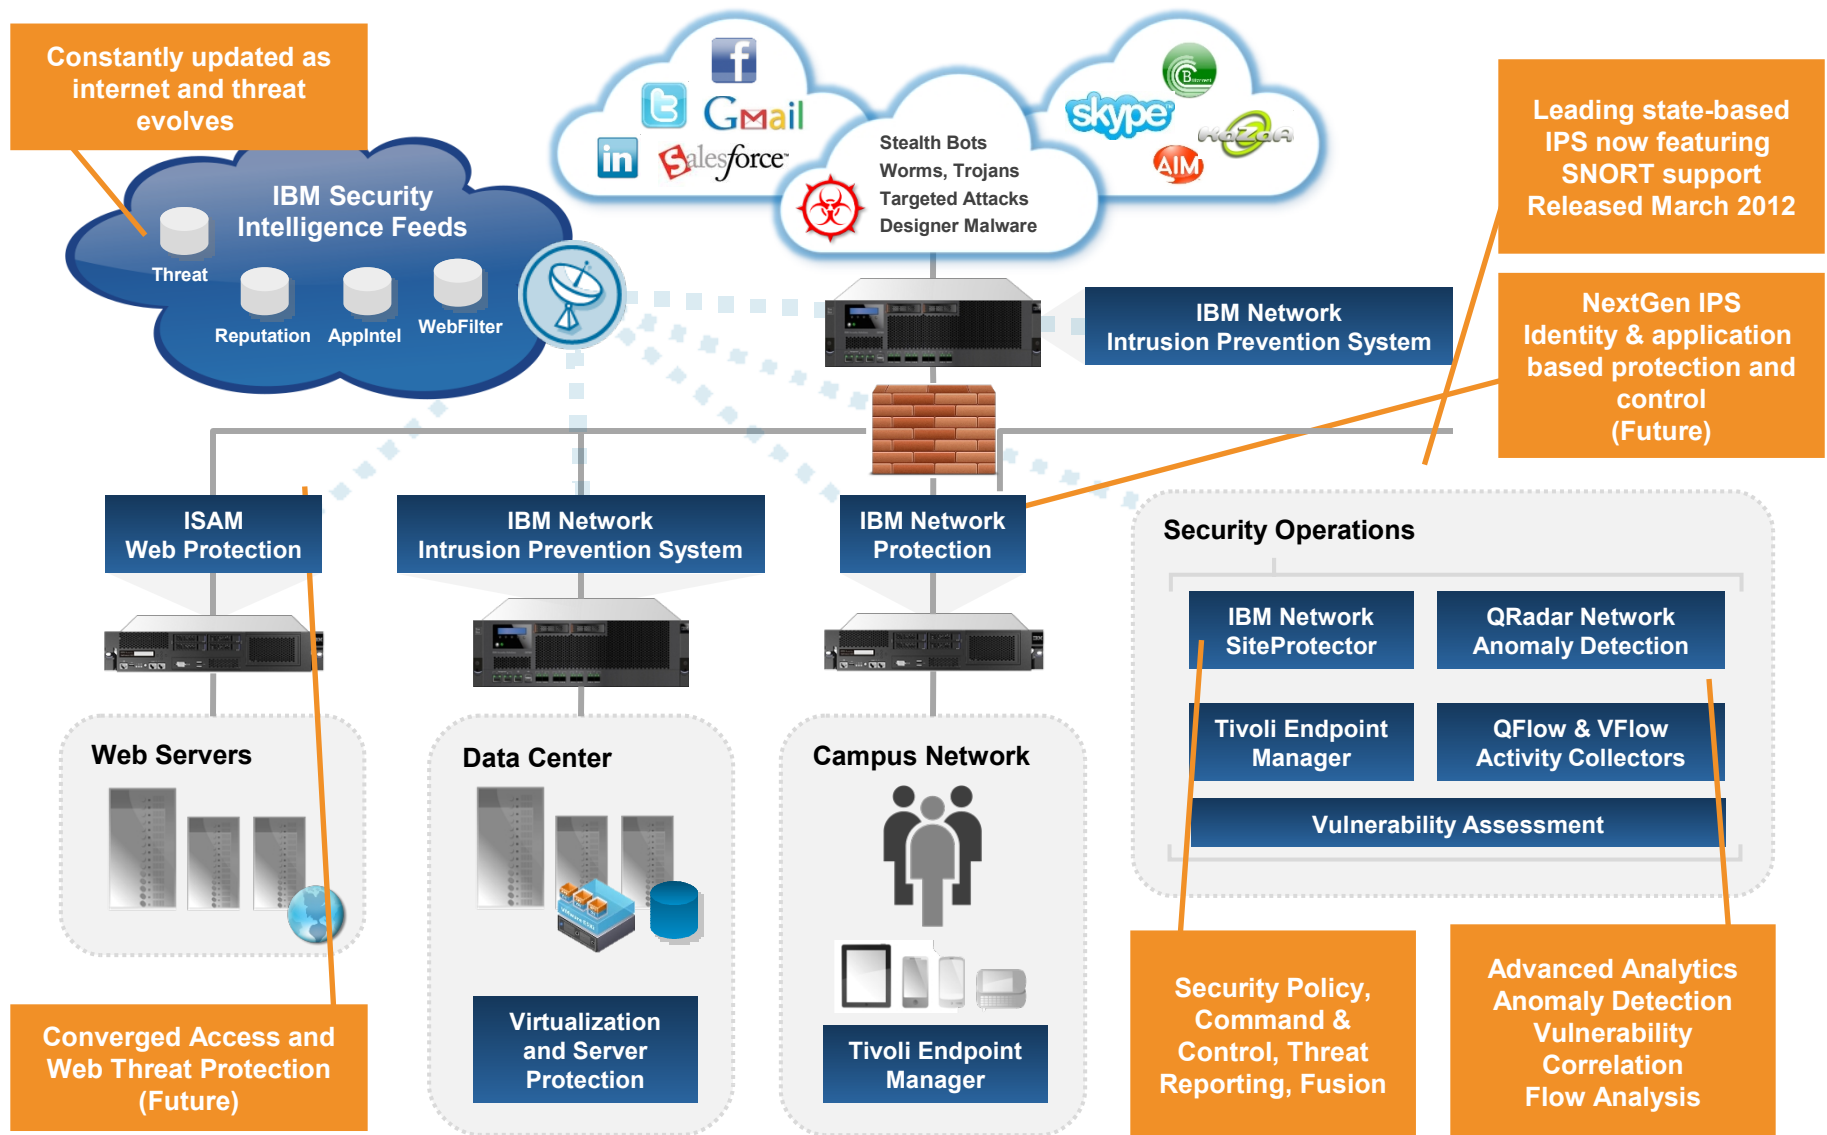 Constantly updated as
internet and threat
evolves
IBM Security
Intelligence Feeds
Threat
Reputation
AppIntel
WebFilter
Gmail
salesforce
in
Stealth Bots
Worms, Trojans
Targeted Attacks
Designer Malware
skype
BitTorrent
KaZaA
AIM
Leading state-based
IPS now featuring
SNORT support
Released March 2012
IBM Network
Intrusion Prevention System
NextGen IPS
Identity & application
based protection and
control
(Future)
ISAM
Web Protection
IBM Network
Intrusion Prevention System
IBM Network
Protection
Security Operations
IBM Network
SiteProtector
QRadar Network
Anomaly Detection
Tivoli Endpoint
Manager
QFlow & VFlow
Activity Collectors
Vulnerability Assessment
Web Servers
Data Center
Campus Network
Virtualization
and Server
Protection
Tivoli Endpoint
Manager
Converged Access and
Web Threat Protection
(Future)
Security Policy,
Command &
Control, Threat
Reporting, Fusion
Advanced Analytics
Anomaly Detection
Vulnerability
Correlation
Flow Analysis